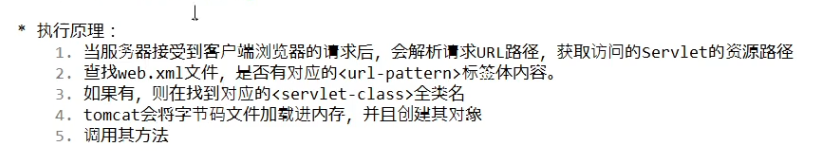 * 执行原理：
1. 当服务器接受到客户端浏览器的请求后，会解析请求URL路径，获取访问的Servlet的资源路径
2. 查找web.xml文件，是否有对应的<url-pattern>标签体内容。
3. 如果有，则在找到对应的<servlet-class>全类名
4. tomcat会将字节码文件加载进内存，并且创建其对象
5. 调用其方法